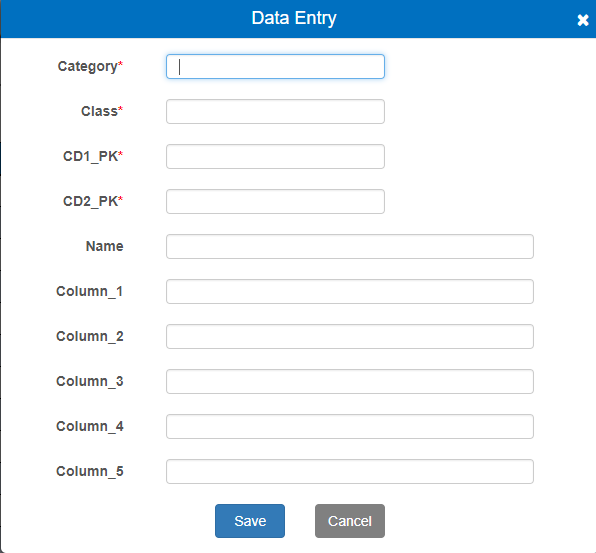 Data Entry
Category*
Class*
CD1_PK*
CD2_PK*
Name
Column_1
Column_2
Column_3
Column_4
Column_5
Save Cancel